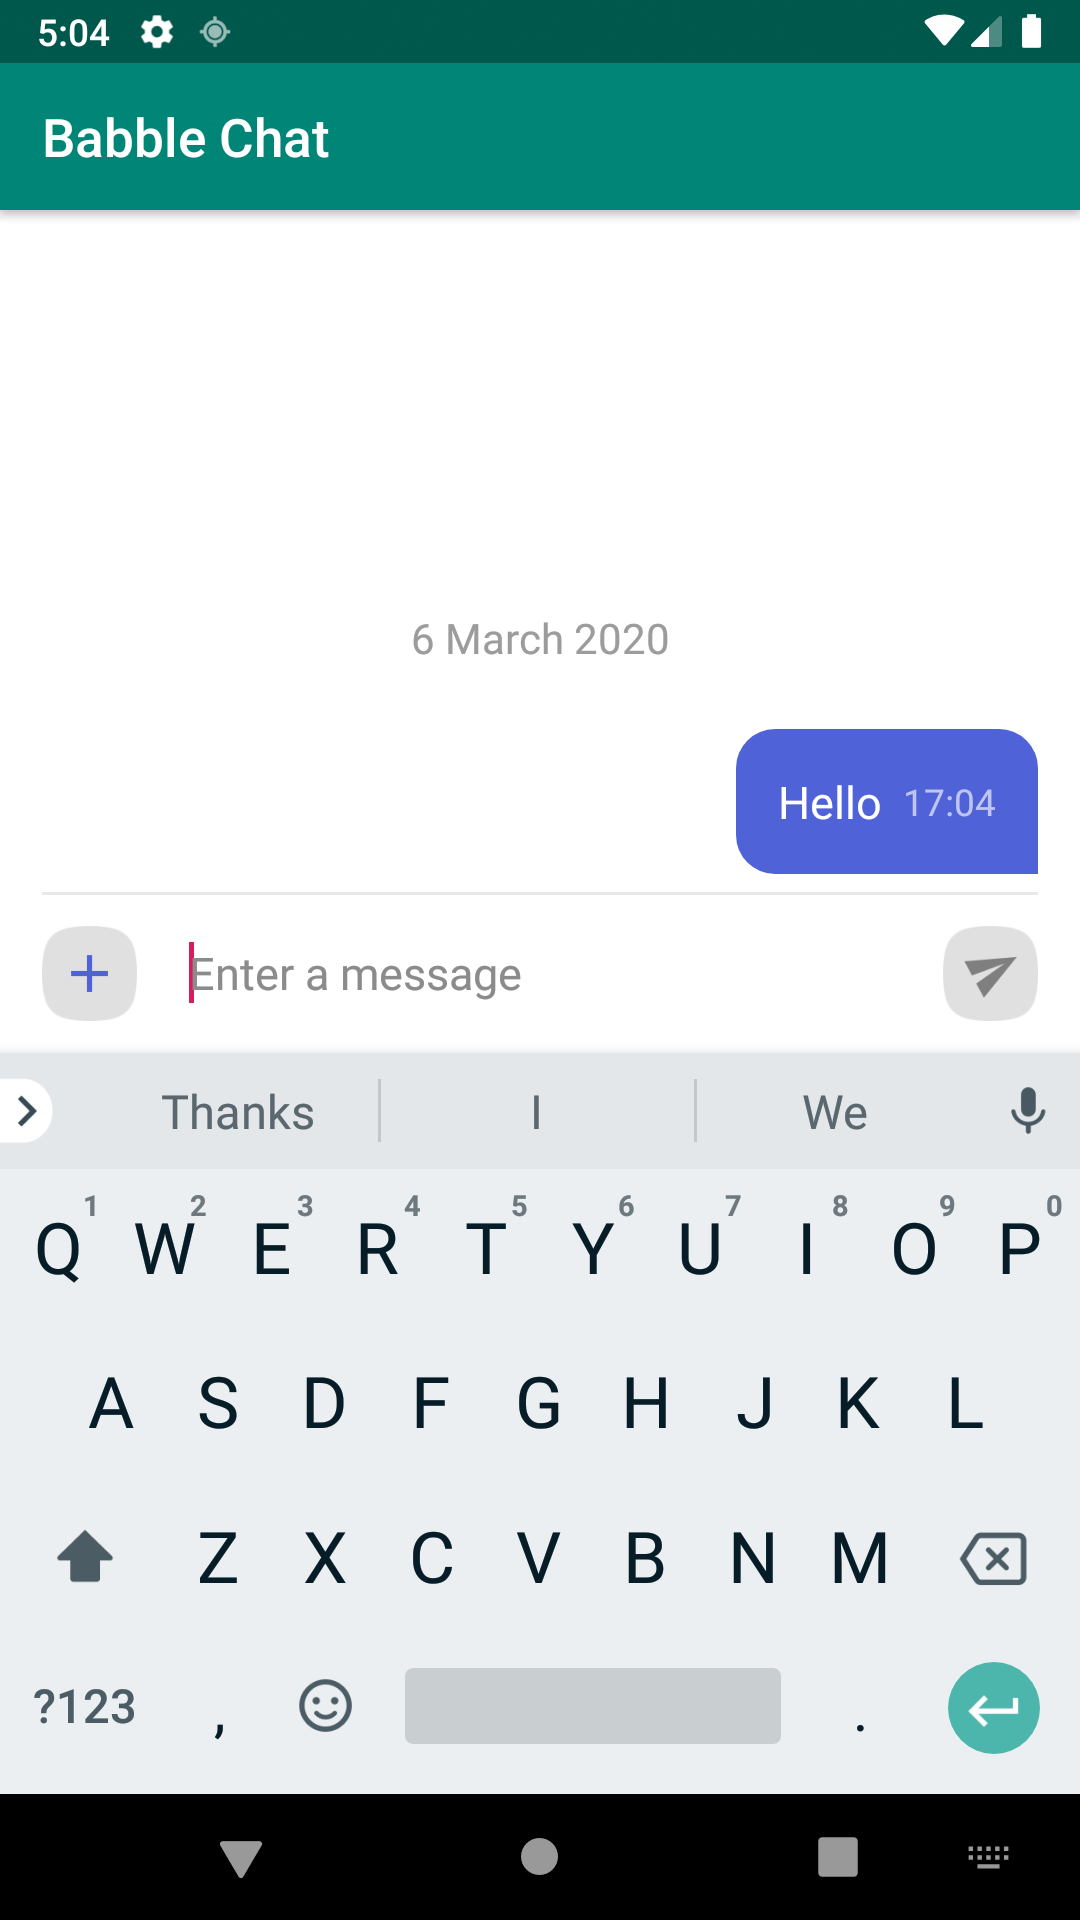 5:04
Babble Chat
6 March 2020
Hello 17:04
Enter a message
Thanks I We
1 2 3 4 5 6 7 8 9 0
Q W E R T Y U I O P
A S D F G H J K L
Z X C V B N M
?123 , .